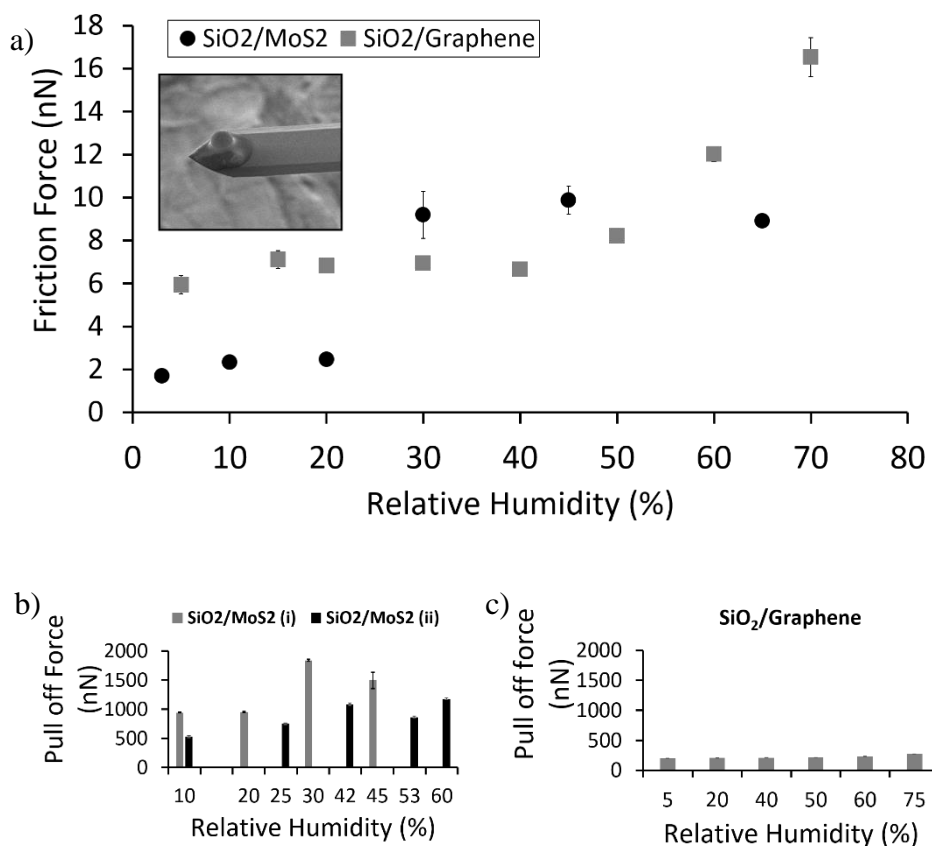 a)
SiO2/MoS2 SiO2/Graphene
Friction Force (nN)
18
16
14
12
10
8
6
4
2
0
0 10 20 30 40 50 60 70 80
Relative Humidity (%)
b)
SiO2/MoS2 (i) SiO2/MoS2 (ii)
Pull off Force
(nN)
2000
1500
1000
500
0
10 20 25 30 42 45 53 60
Relative Humidity (%)
c)
SiO₂/Graphene
Pull off force
(nN)
2000
1500
1000
500
0
5 20 40 50 60 75
Relative Humidity (%)